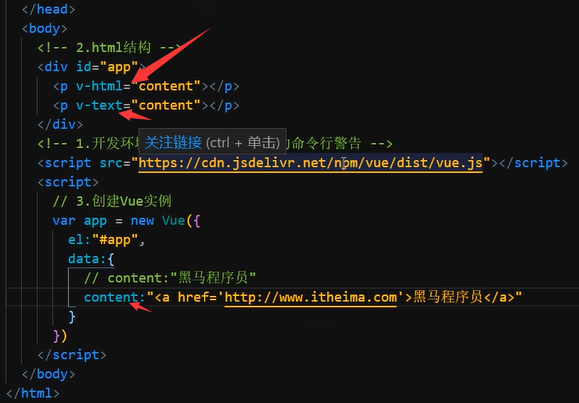 </head>
<body>
<!-- 2.html结构 -->
<div id="app">
<p v-html="content"></p>
<p v-text="content"></p>
</div>
关注链接 (ctrl + 单击)
<!-- 1.开发环 的命令行警告 -->
<script src="https://cdn.jsdelivr.net/npm/vue/dist/vue.js"></script>
<script>
// 3.创建Vue实例
var app = new Vue({
el:"#app",
data:{
// content:"黑马程序员"
content:"<a href='http://www.itheima.com'>黑马程序员</a>"
}
})
</script>
</body>
</html>